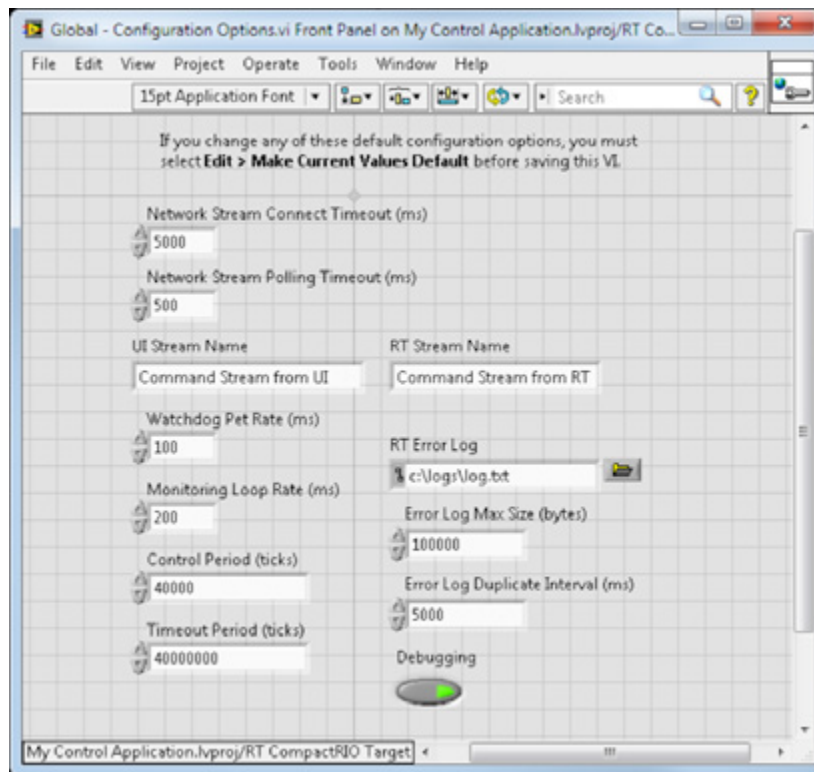 Global - Configuration Options.vi Front Panel on My Control Application.lvproj/RT Co...
File Edit View Project Operate Tools Window Help
15pt Application Font Search ?
If you change any of these default configuration options, you must
select Edit > Make Current Values Default before saving this VI.
Network Stream Connect Timeout (ms)
5000
Network Stream Polling Timeout (ms)
500
UI Stream Name RT Stream Name
Command Stream from UI Command Stream from RT
Watchdog Pet Rate (ms)
100
RT Error Log
c:\logs\log.txt
Monitoring Loop Rate (ms)
200
Error Log Max Size (bytes)
100000
Control Period (ticks)
40000
Error Log Duplicate Interval (ms)
5000
Timeout Period (ticks)
40000000
Debugging
My Control Application.lvproj/RT CompactRIO Target